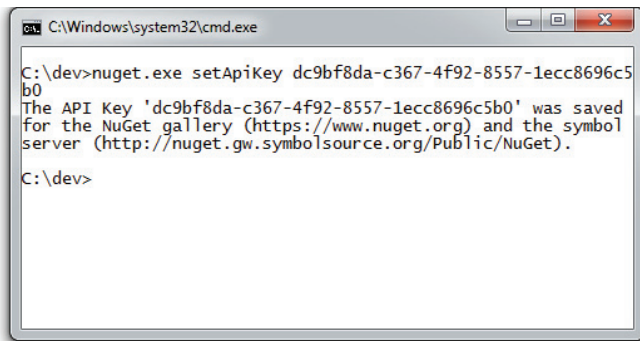 C:\Windows\system32\cmd.exe
C:\dev>nuget.exe setApiKey dc9bf8da-c367-4f92-8557-1ecc8696c5
b0
The API Key 'dc9bf8da-c367-4f92-8557-1ecc8696c5b0' was saved
for the NuGet gallery (https://www.nuget.org) and the symbol
server (http://nuget.gw.symbolsource.org/Public/NuGet).
C:\dev>